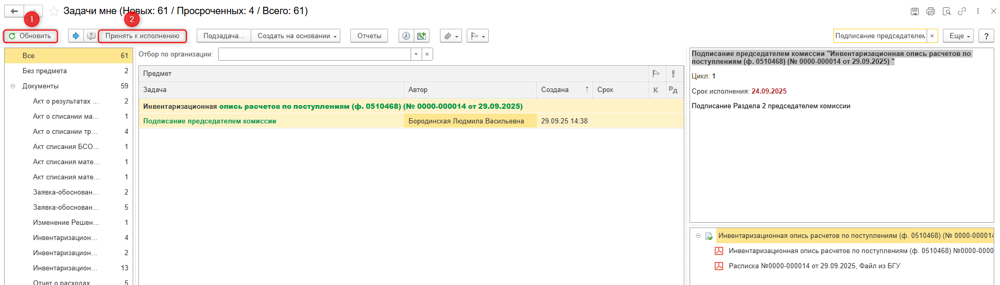 Задачи мне (Новых: 61 / Просроченных: 4 / Всего: 61)
1
2
Обновить
Принять к исполнению
Подзадача...
Создать на основании
Отчеты
Подписание председателем
×
Еще
?
Все 61
Без предмета 2
Документы 59
Акт о результатах ... 2
Акт о списании ма... 1
Акт о списании тр... 4
Акт списания БСО... 1
Акт списания мате... 1
Акт списания мате... 1
Заявка-обоснован... 2
Заявка-обоснован... 5
Изменение Решен... 1
Инвентаризацион... 4
Инвентаризацион... 2
Инвентаризацион... 13
Отчет о расходах 5
Отбор по организации:
×
Предмет
Задача Автор Создана ↑ Срок К Рд
Инвентаризационная опись расчетов по поступлениям (ф. 0510468) (№ 0000-000014 от 29.09.2025)
Подписание председателем комиссии Бородинская Людмила Васильевна 29.09.25 14:38
Подписание председателем комиссии "Инвентаризационная опись расчетов по
поступлениям (ф. 0510468) (№ 0000-000014 от 29.09.2025) "
Цикл: 1
Срок исполнения: 24.09.2025
Подписание Раздела 2 председателем комиссии
Инвентаризационная опись расчетов по поступлениям (ф. 0510468) (№ 0000-000014
Инвентаризационная опись расчетов по поступлениям (ф. 0510468) №0000-0000
Расписка №0000-000014 от 29.09.2025, Файл из БГУ